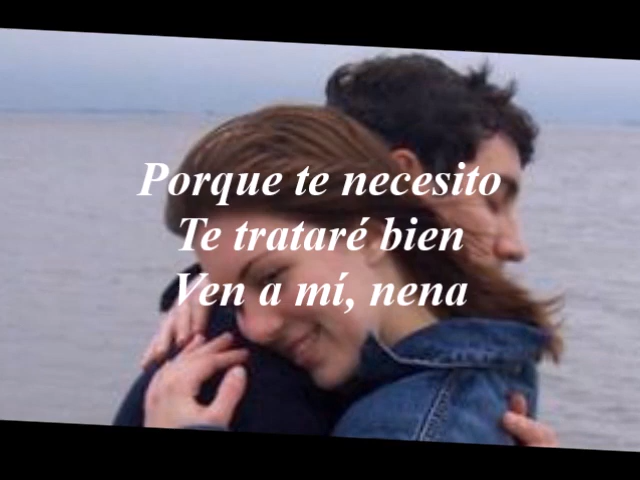 Porque te necesito
Te trataré bien
Ven a mí, nena